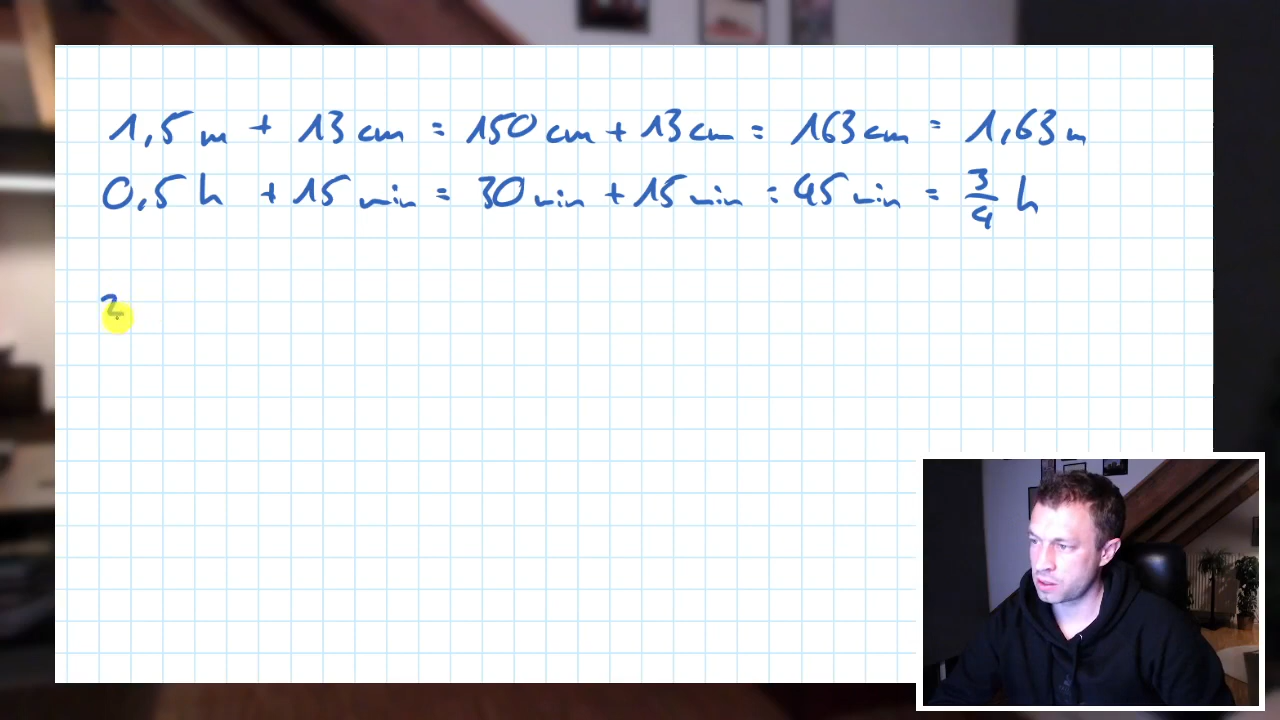 1,5 m + 13 cm = 150 cm + 13 cm = 163 cm = 1,63 m
0,5 h + 15 min = 30 min + 15 min = 45 min = 3/4 h